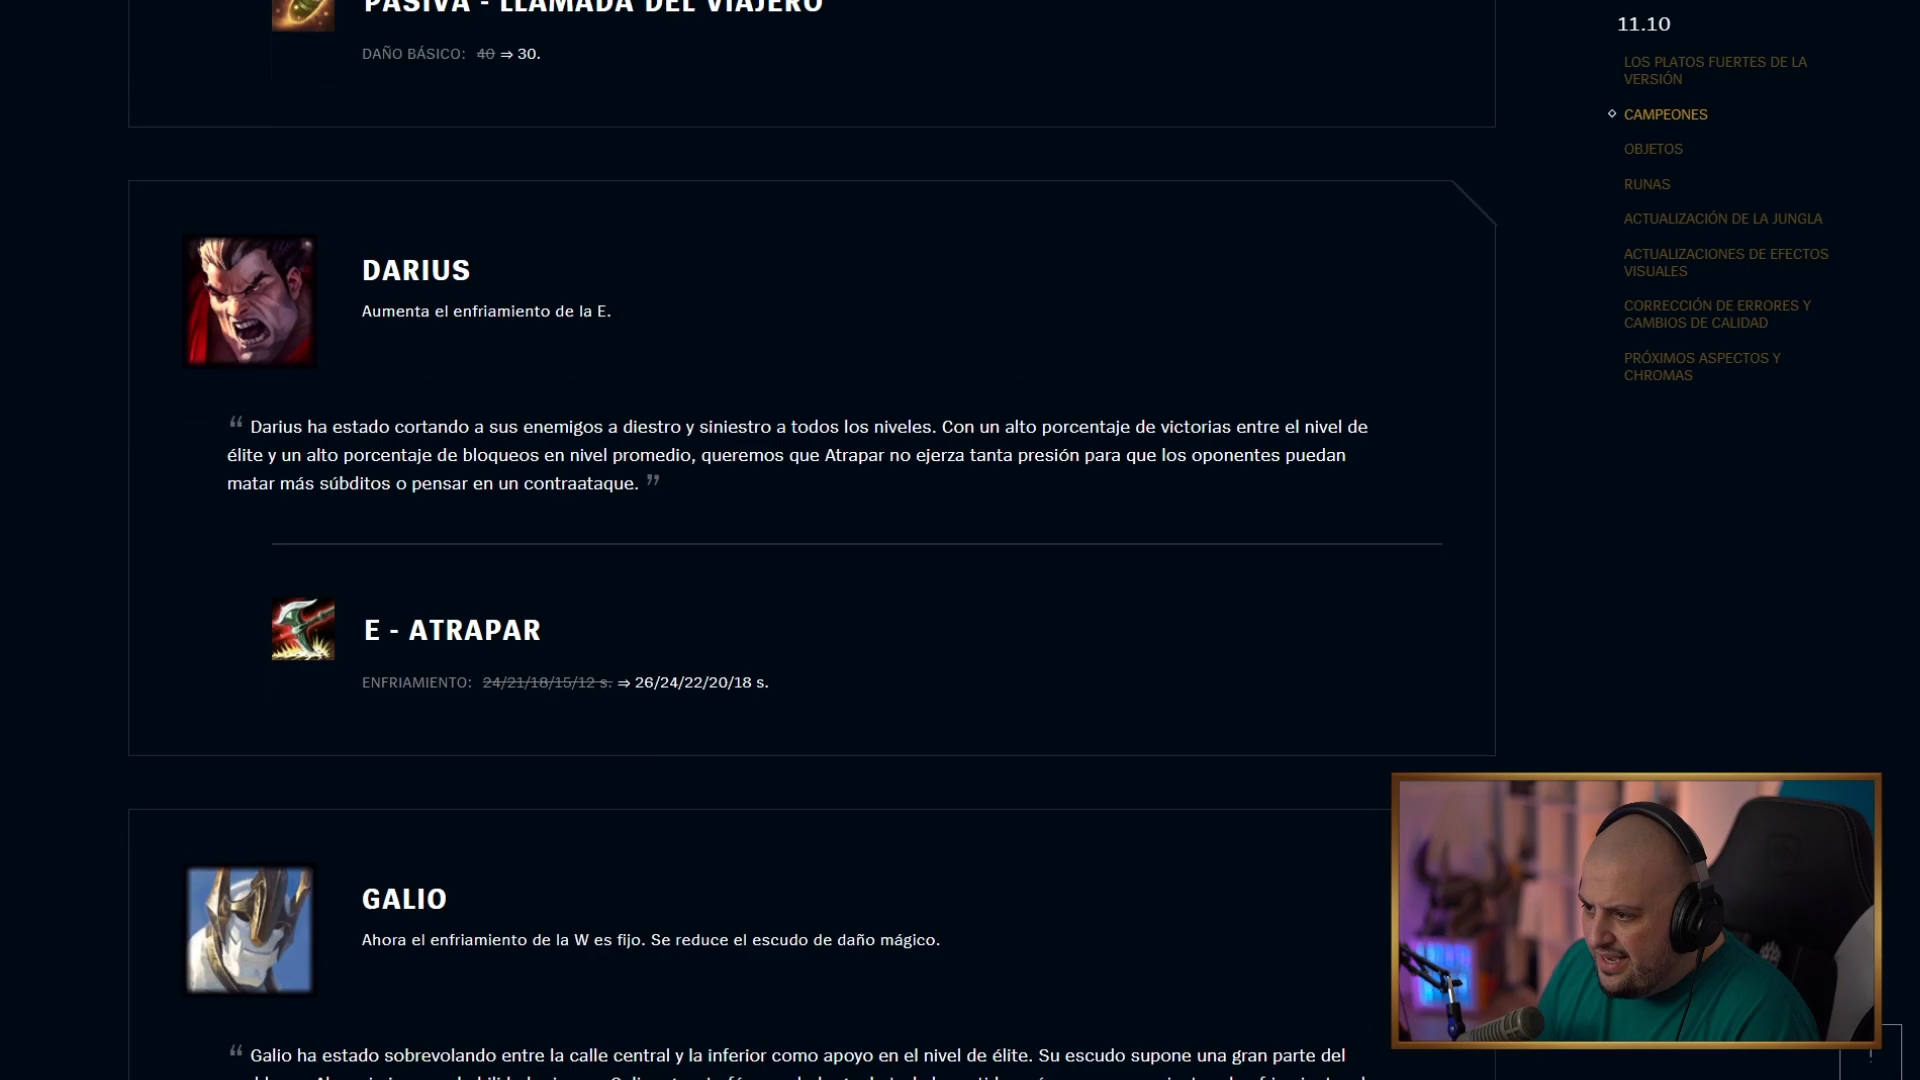 PASIVA - LLAMADA DEL VIAJERO
DAÑO BÁSICO: 40 ⇒ 30.
DARIUS
Aumenta el enfriamiento de la E.
“ Darius ha estado cortando a sus enemigos a diestro y siniestro a todos los niveles. Con un alto porcentaje de victorias entre el nivel de
élite y un alto porcentaje de bloqueos en nivel promedio, queremos que Atrapar no ejerza tanta presión para que los oponentes puedan
matar más súbditos o pensar en un contraataque. ”
E - ATRAPAR
ENFRIAMIENTO: 24/21/18/15/12 s. ⇒ 26/24/22/20/18 s.
GALIO
Ahora el enfriamiento de la W es fijo. Se reduce el escudo de daño mágico.
“ Galio ha estado sobrevolando entre la calle central y la inferior como apoyo en el nivel de élite. Su escudo supone una gran parte del
11.10
LOS PLATOS FUERTES DE LA
VERSIÓN
CAMPEONES
OBJETOS
RUNAS
ACTUALIZACIÓN DE LA JUNGLA
ACTUALIZACIONES DE EFECTOS
VISUALES
CORRECCIÓN DE ERRORES Y
CAMBIOS DE CALIDAD
PRÓXIMOS ASPECTOS Y
CHROMAS